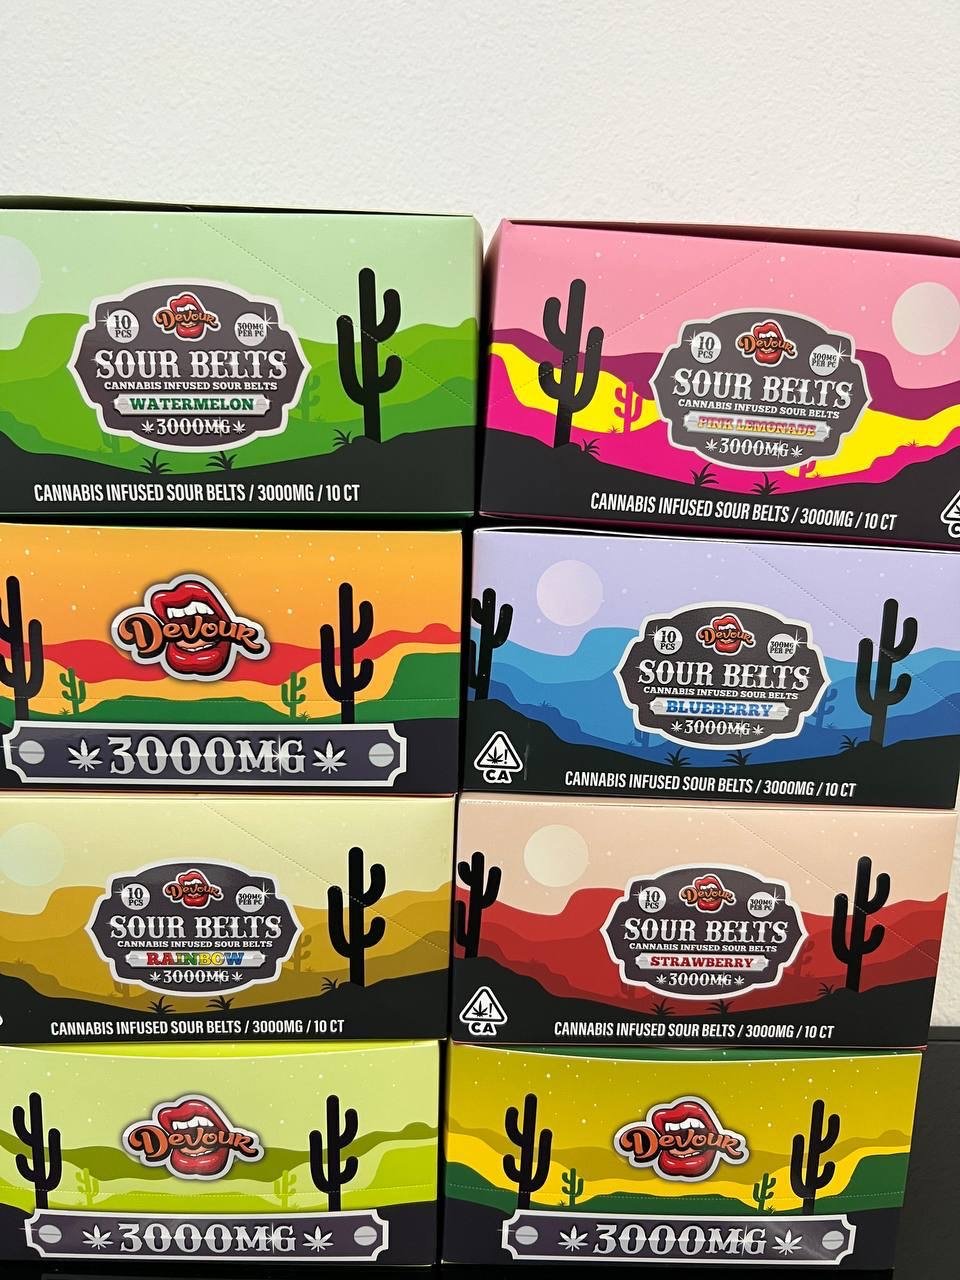 10
PCS
Devour
300MG
PER PC
SOUR BELTS
CANNABIS INFUSED SOUR BELTS
WATERMELON
3000MG
CANNABIS INFUSED SOUR BELTS / 3000MG / 10 CT
10
PCS
Devour
300MG
PER PC
SOUR BELTS
CANNABIS INFUSED SOUR BELTS
PINK LEMONADE
3000MG
CANNABIS INFUSED SOUR BELTS / 3000MG / 10 CT
Devour
3000MG
10
PCS
Devour
300MG
PER PC
SOUR BELTS
CANNABIS INFUSED SOUR BELTS
BLUEBERRY
3000MG
!
CA
CANNABIS INFUSED SOUR BELTS / 3000MG / 10 CT
10
PCS
Devour
300MG
PER PC
SOUR BELTS
CANNABIS INFUSED SOUR BELTS
RAINBOW
3000MG
CANNABIS INFUSED SOUR BELTS / 3000MG / 10 CT
10
PCS
Devour
300MG
PER PC
SOUR BELTS
CANNABIS INFUSED SOUR BELTS
STRAWBERRY
3000MG
!
CA
CANNABIS INFUSED SOUR BELTS / 3000MG / 10 CT
Devour
3000MG
Devour
3000MG